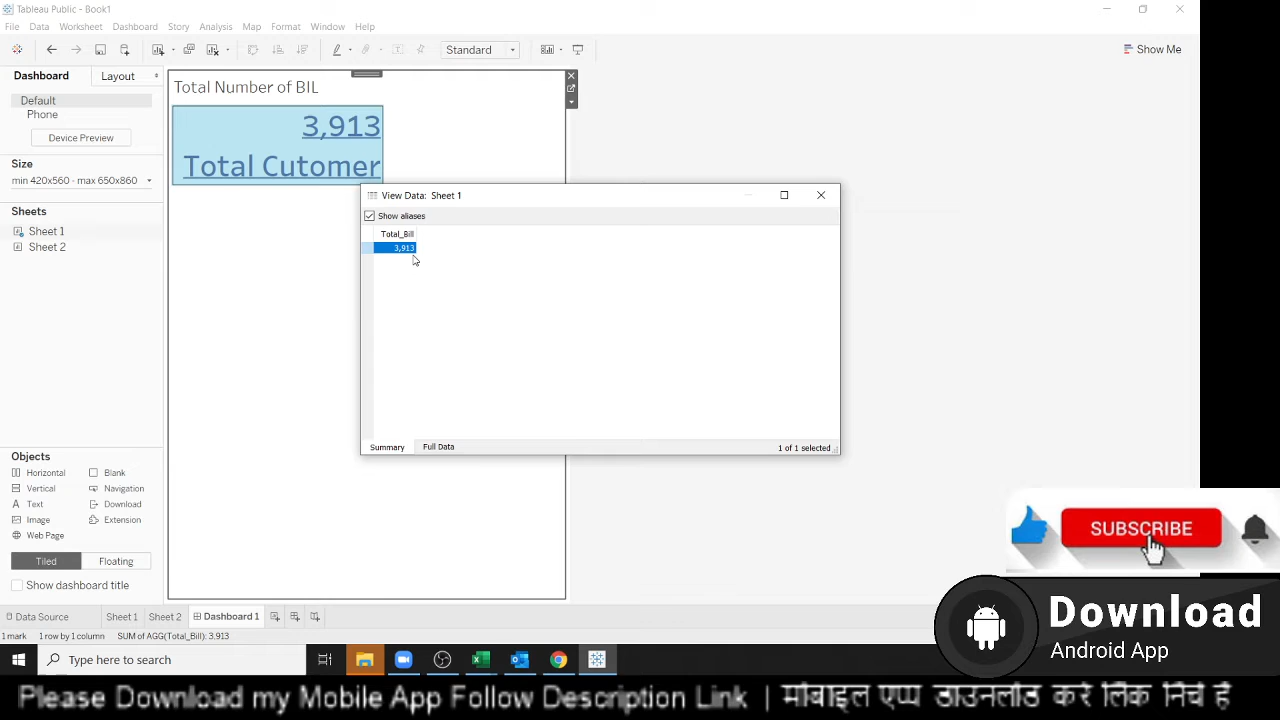 Tableau Public - Book1
File Data Worksheet Dashboard Story Analysis Map Format Window Help
Standard
Show Me
Dashboard Layout
Default
Phone
Device Preview
Size
min 420x560 - max 650x860
Sheets
Sheet 1
Sheet 2
Total Number of BIL
3,913
Total Cutomer
View Data: Sheet 1
Show aliases
Total_Bill
3,913
Summary Full Data 1 of 1 selected
Objects
Horizontal Blank
Vertical Navigation
Text Download
Image Extension
Web Page
Tiled Floating
Show dashboard title
Data Source Sheet 1 Sheet 2 Dashboard 1
1 mark 1 row by 1 column SUM of AGG(Total_Bill): 3,913
SUBSCRIBE
Download
Android App
Type here to search
Please Download my Mobile App Follow Description Link | मोबाइल एप्प डाउनलोड करे लिंक निचे है